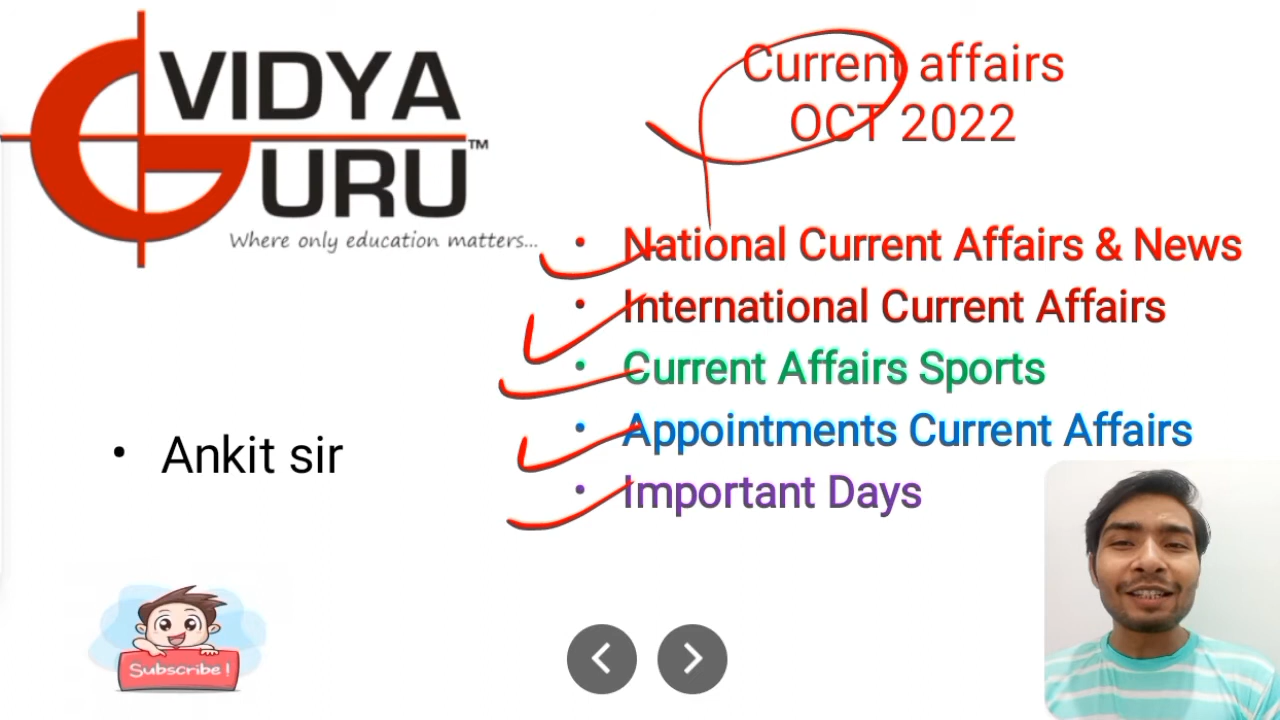 VIDYA
GURU™
Where only education matters...
Current affairs
OCT 2022
• National Current Affairs & News
• International Current Affairs
• Current Affairs Sports
• Appointments Current Affairs
• Important Days
• Ankit sir
Subscribe!